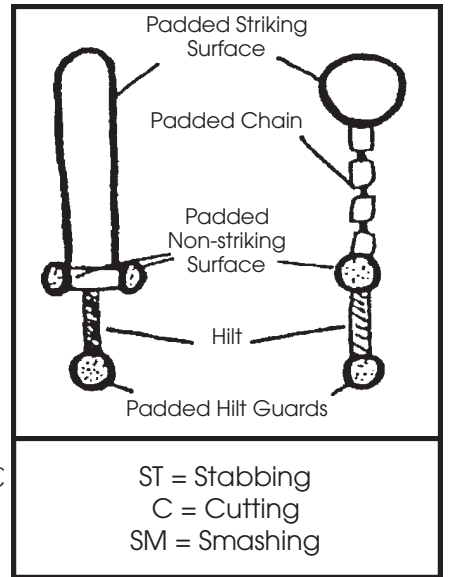 Padded Striking
Surface
Padded Chain
Padded
Non-striking
Surface
Hilt
Padded Hilt Guards
ST = Stabbing
C = Cutting
SM = Smashing